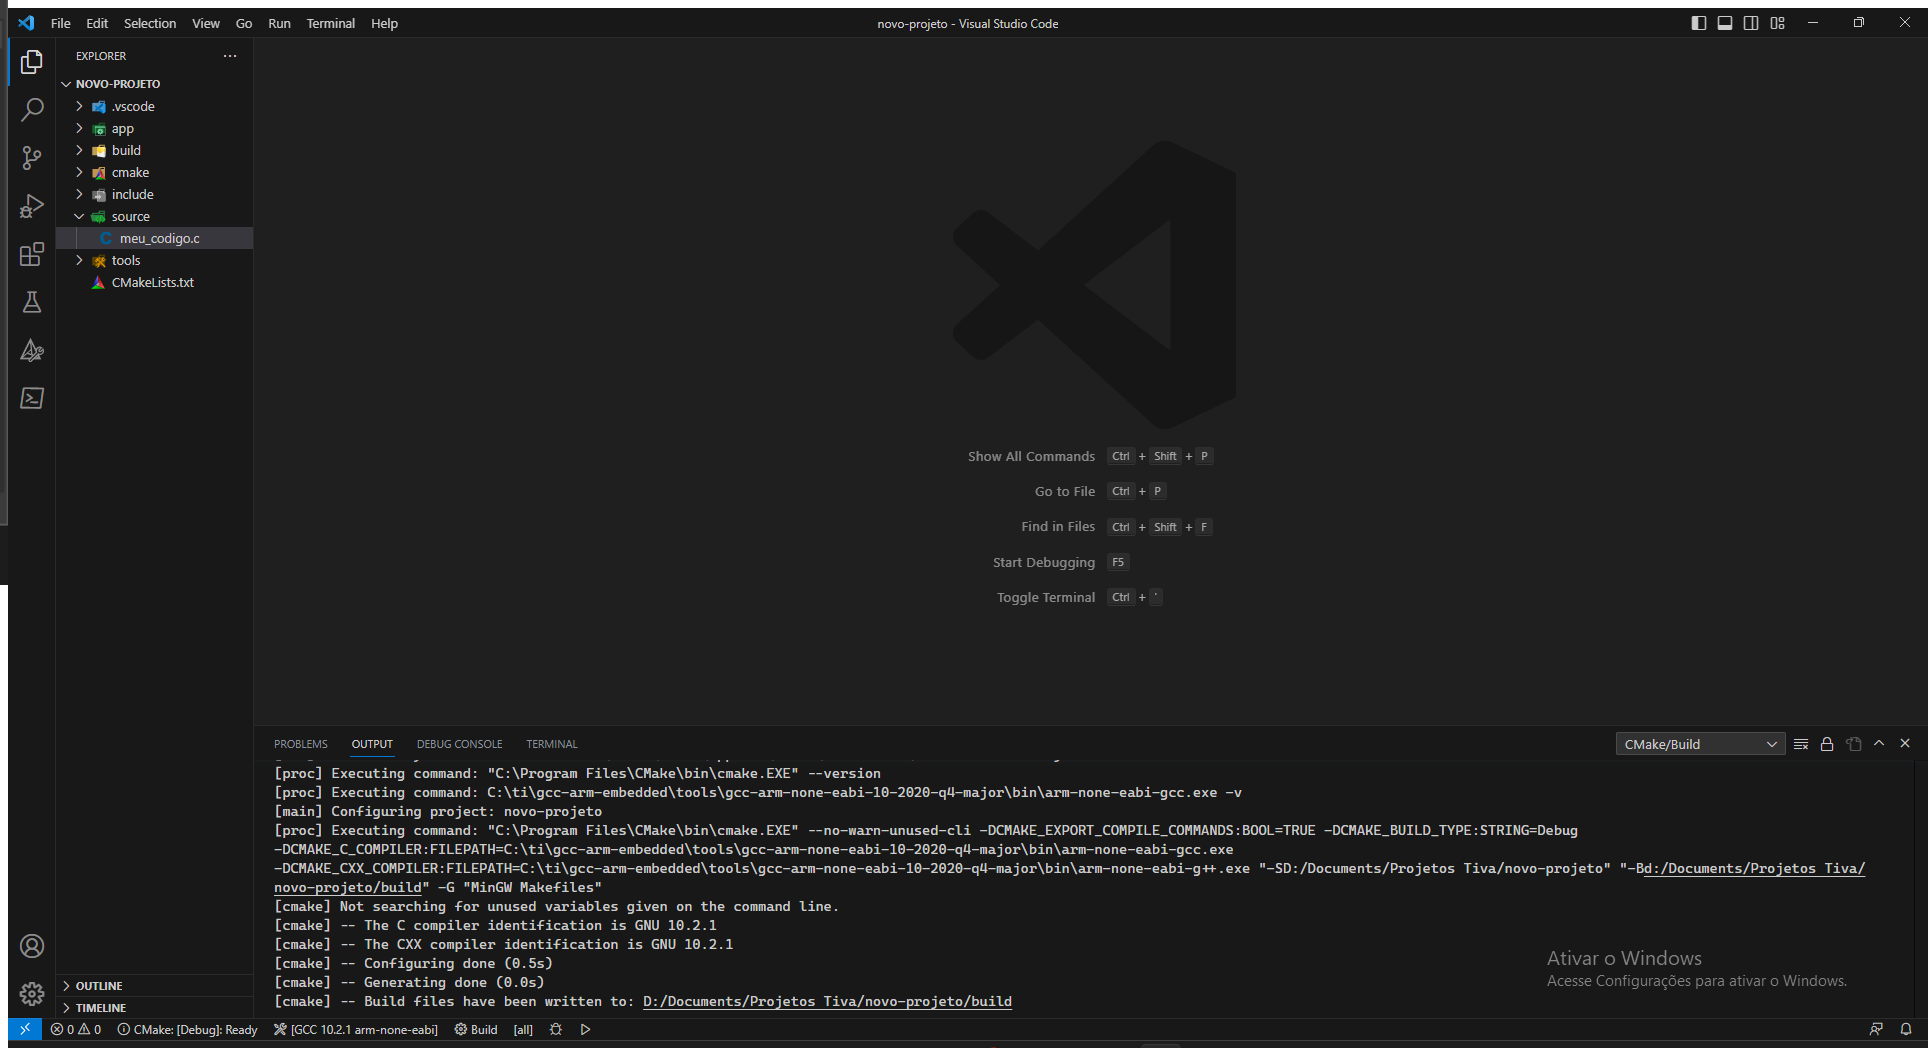 File Edit Selection View Go Run Terminal Help
novo-projeto - Visual Studio Code
EXPLORER
NOVO-PROJETO
.vscode
app
build
cmake
include
source
C meu_codigo.c
tools
CMakeLists.txt
Show All Commands Ctrl + Shift + P
Go to File Ctrl + P
Find in Files Ctrl + Shift + F
Start Debugging F5
Toggle Terminal Ctrl + `
PROBLEMS OUTPUT DEBUG CONSOLE TERMINAL
CMake/Build
[proc] Executing command: "C:\Program Files\CMake\bin\cmake.EXE" --version
[proc] Executing command: C:\ti\gcc-arm-embedded\tools\gcc-arm-none-eabi-10-2020-q4-major\bin\arm-none-eabi-gcc.exe -v
[main] Configuring project: novo-projeto
[proc] Executing command: "C:\Program Files\CMake\bin\cmake.EXE" --no-warn-unused-cli -DCMAKE_EXPORT_COMPILE_COMMANDS:BOOL=TRUE -DCMAKE_BUILD_TYPE:STRING=Debug
-DCMAKE_C_COMPILER:FILEPATH=C:\ti\gcc-arm-embedded\tools\gcc-arm-none-eabi-10-2020-q4-major\bin\arm-none-eabi-gcc.exe
-DCMAKE_CXX_COMPILER:FILEPATH=C:\ti\gcc-arm-embedded\tools\gcc-arm-none-eabi-10-2020-q4-major\bin\arm-none-eabi-g++.exe "-SD:/Documents/Projetos Tiva/novo-projeto" "-Bd:/Documents/Projetos Tiva/
novo-projeto/build" -G "MinGW Makefiles"
[cmake] Not searching for unused variables given on the command line.
[cmake] -- The C compiler identification is GNU 10.2.1
[cmake] -- The CXX compiler identification is GNU 10.2.1
[cmake] -- Configuring done (0.5s)
[cmake] -- Generating done (0.0s)
[cmake] -- Build files have been written to: D:/Documents/Projetos Tiva/novo-projeto/build
Ativar o Windows
Acesse Configurações para ativar o Windows.
OUTLINE
TIMELINE
0 0 CMake: [Debug]: Ready [GCC 10.2.1 arm-none-eabi] Build [all]